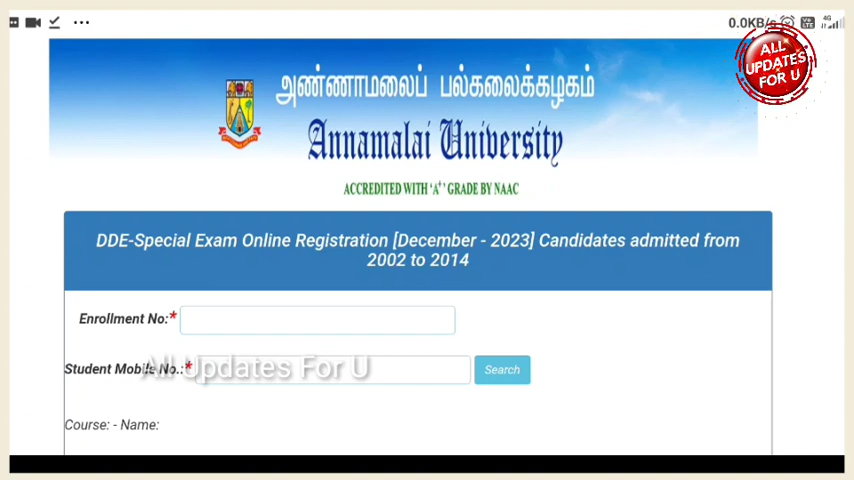 0.0KB/s
4G
ALL
UPDATES
FOR U
அண்ணாமலைப் பல்கலைக்கழகம்
Annamalai University
ACCREDITED WITH 'A+' GRADE BY NAAC
DDE-Special Exam Online Registration [December - 2023] Candidates admitted from
2002 to 2014
Enrollment No:*
Student Mobile No.:* Search
All Updates For U
Course: - Name: